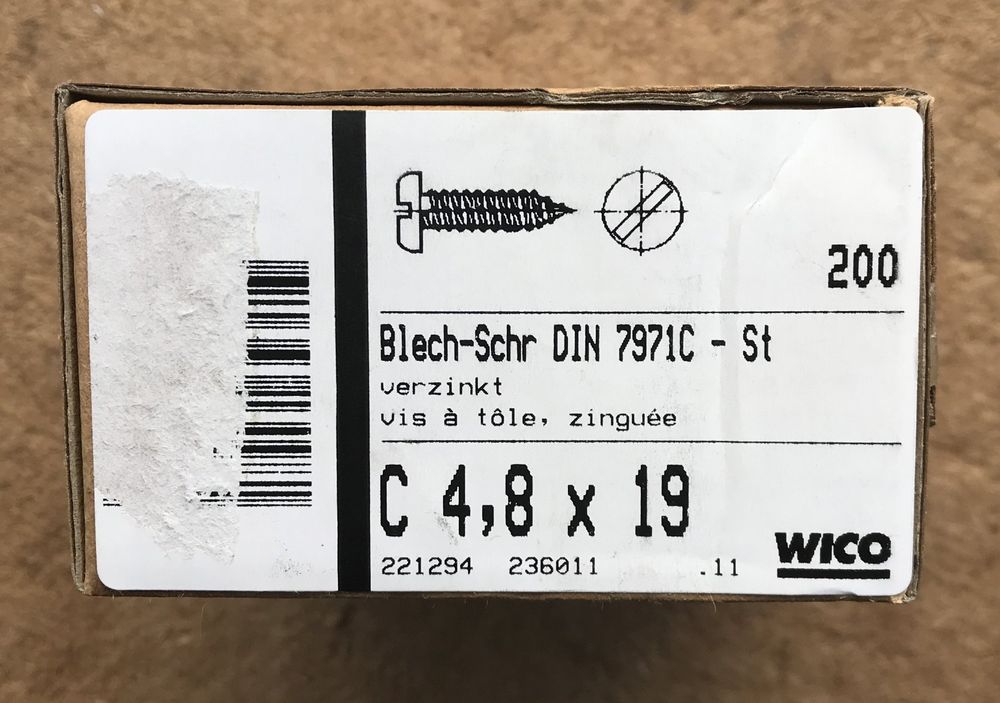 200
Blech-Schr DIN 7971C - St
verzinkt
vis à tôle, zinguée
C 4,8 x 19
221294 236011 .11
WICO